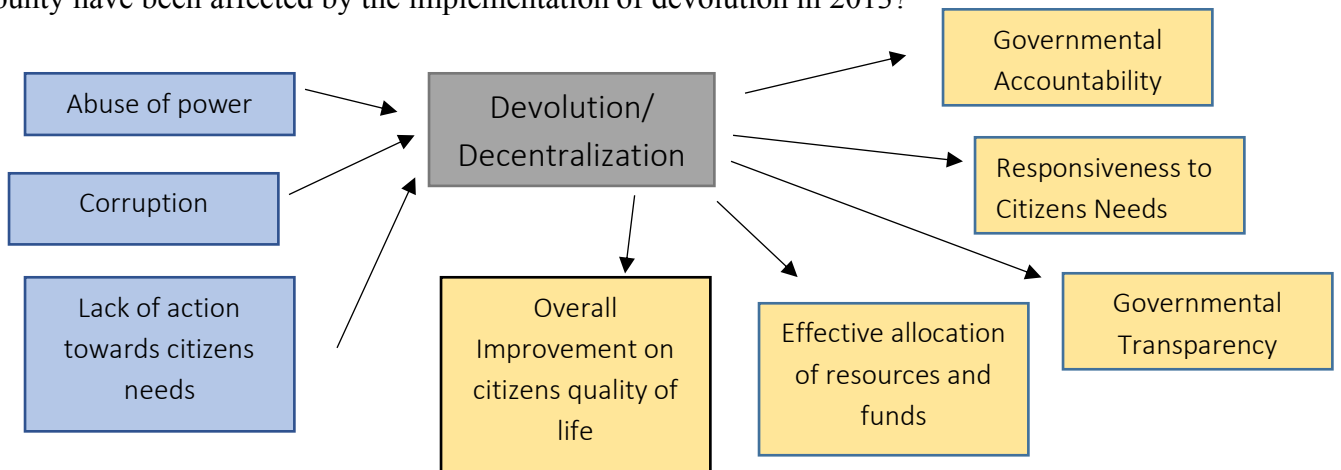 ounty have been affected by the implementation of devolution in 2013?
Abuse of power
Corruption
Lack of action
towards citizens
needs
Devolution/
Decentralization
Governmental
Accountability
Responsiveness to
Citizens Needs
Governmental
Transparency
Effective allocation
of resources and
funds
Overall
Improvement on
citizens quality of
life